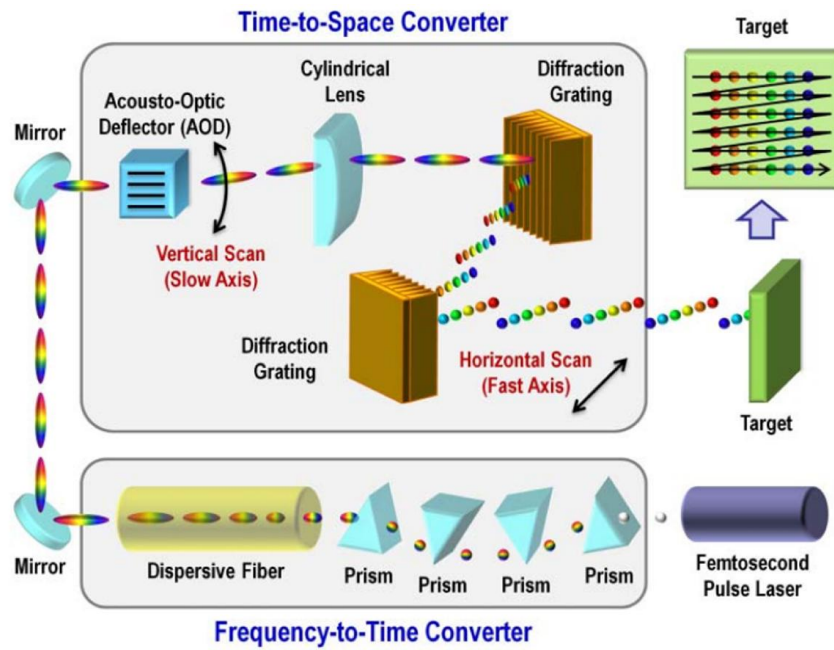 Time-to-Space Converter
Target
Cylindrical
Lens
Diffraction
Grating
Acousto-Optic
Deflector (AOD)
Mirror
Vertical Scan
(Slow Axis)
Diffraction
Grating
Horizontal Scan
(Fast Axis)
Target
Mirror
Dispersive Fiber
Prism
Prism
Prism
Prism
Femtosecond
Pulse Laser
Frequency-to-Time Converter